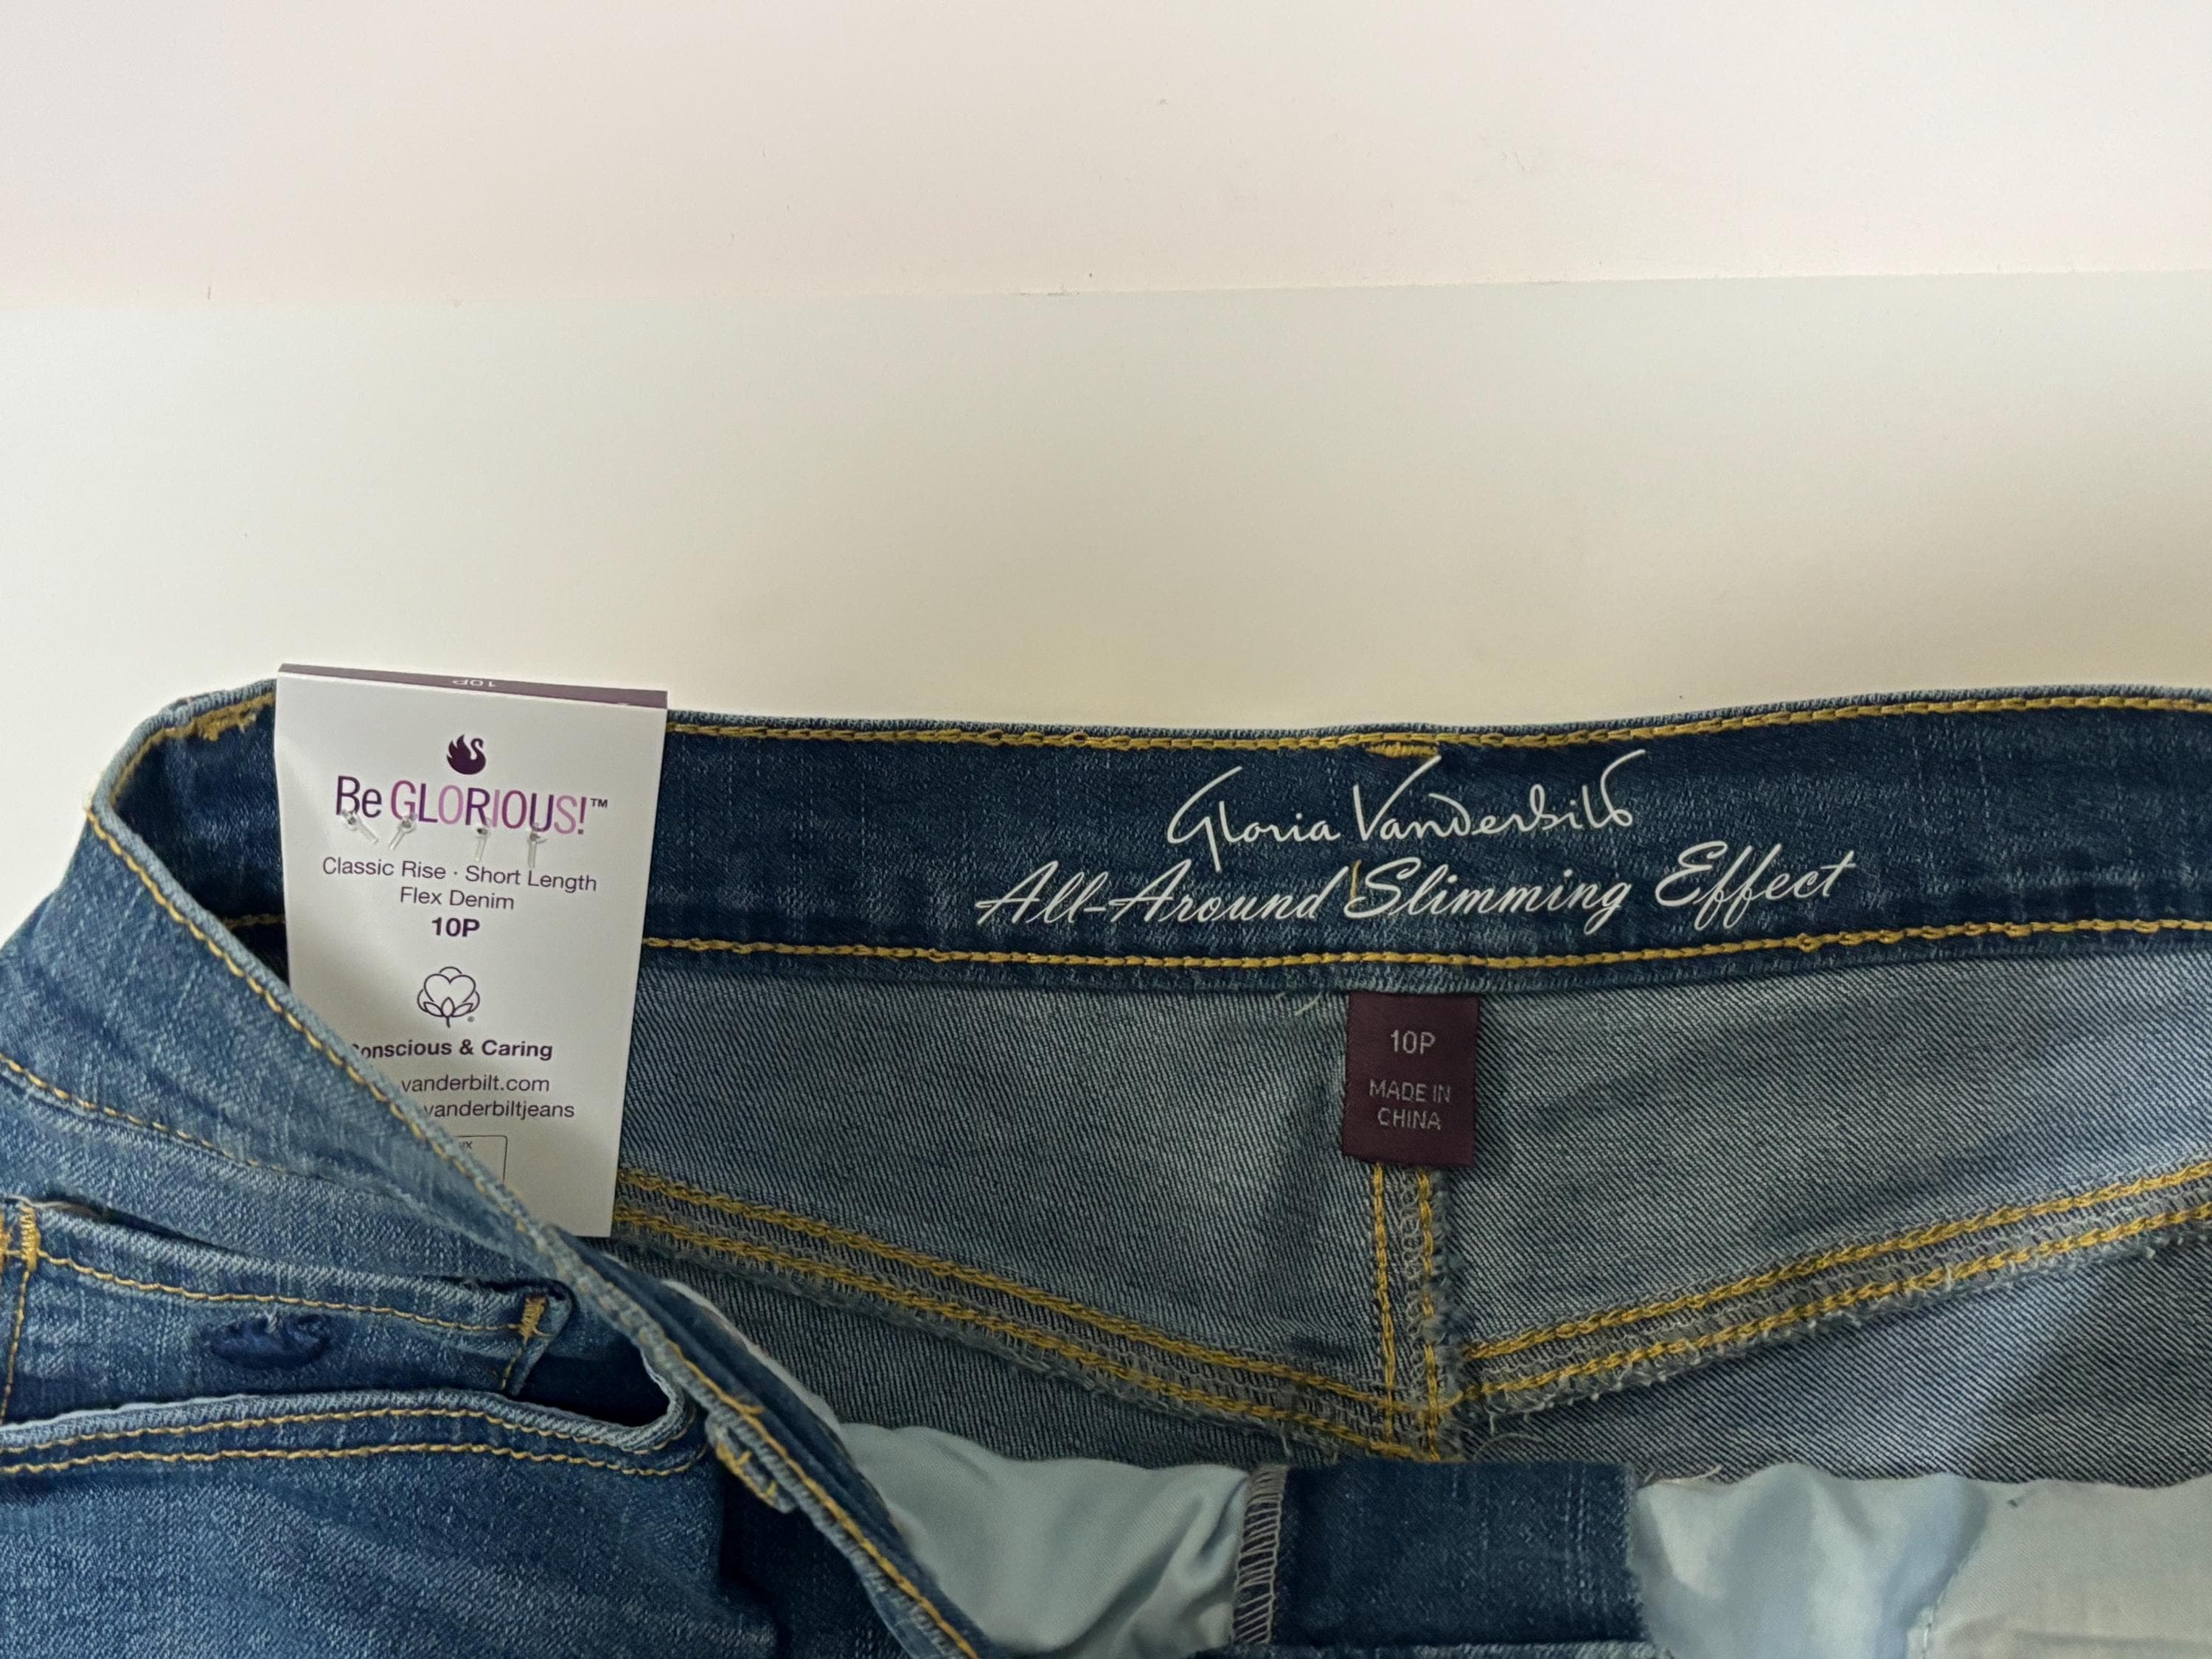 10P
Be GLORIOUS!™
Classic Rise · Short Length
Flex Denim
10P
& Caring
vanderbilt.com
vanderbiltjeans
Gloria Vanderbilt
All-Around Slimming Effect
10P
MADE IN
CHINA